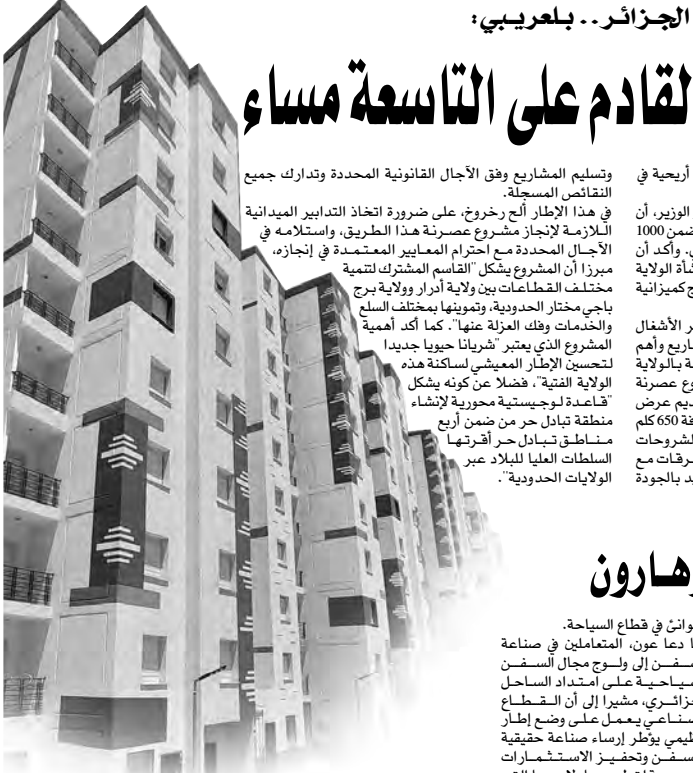 الجزائر.. بلعريبي:
لقادم على التاسعة مساء
أريحية في
الوزير، أن
ضمن 1000
ي. وأكد أن
شأة الولاية
ج كميزانية
ر الأشغال
اريع وأهم
ة بالولاية
وع عصرنة
ديم عرض
فة 650 كلم
لشروحات
رقات مع
يد بالجودة
وتسليم المشاريع وفق الآجال القانونية المحددة وتدارك جميع
النقائص المسجلة.
في هذا الإطار ألح رخروخ، على ضرورة اتخاذ التدابير الميدانية
اللازمة لإنجاز مشروع عصرنة هذا الطريق، واستلامه في
الآجال المحددة مع احترام المعايير المعتمدة في إنجازه،
مبرزا أن المشروع يشكل "القاسم المشترك لتنمية
مختلف القطاعات بين ولاية أدرار وولاية برج
باجي مختار الحدودية، وتموينها بمختلف السلع
والخدمات وفك العزلة عنها". كما أكد أهمية
المشروع الذي يعتبر "شريانا حيويا جديدا
لتحسين الإطار المعيشي لساكنة هذه
الولاية الفتية"، فضلا عن كونه يشكل
"قاعدة لوجيستية محورية لإنشاء
منطقة تبادل حر من ضمن أربع
مناطق تبادل حر أقرتها
السلطات العليا للبلاد عبر
الولايات الحدودية".
هارون
وانئ في قطاع السياحة.
ا دعا عون، المتعاملين في صناعة
سفن إلى ولوج مجال السفن
سياحية على امتداد الساحل
جزائري، مشيرا إلى أن القطاع
صناعي يعمل على وضع إطار
ظيمي يؤطر إرساء صناعة حقيقية
سفن وتحفيز الاستثمارات